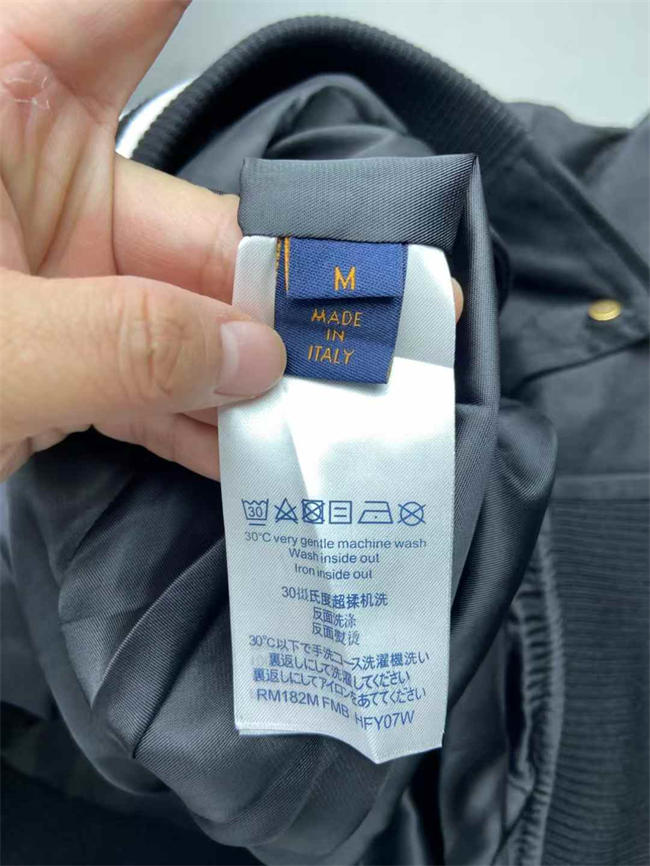 M
MADE
IN
ITALY
30
30°C very gentle machine wash
Wash inside out
Iron inside out
30摄氏度超揉机洗
反面洗涤
反面熨烫
30°C以下で手洗コース洗濯機洗い
裏返しにして洗濯してください
裏返しにしてアイロンをあててください
RM182M FMB HFY07W